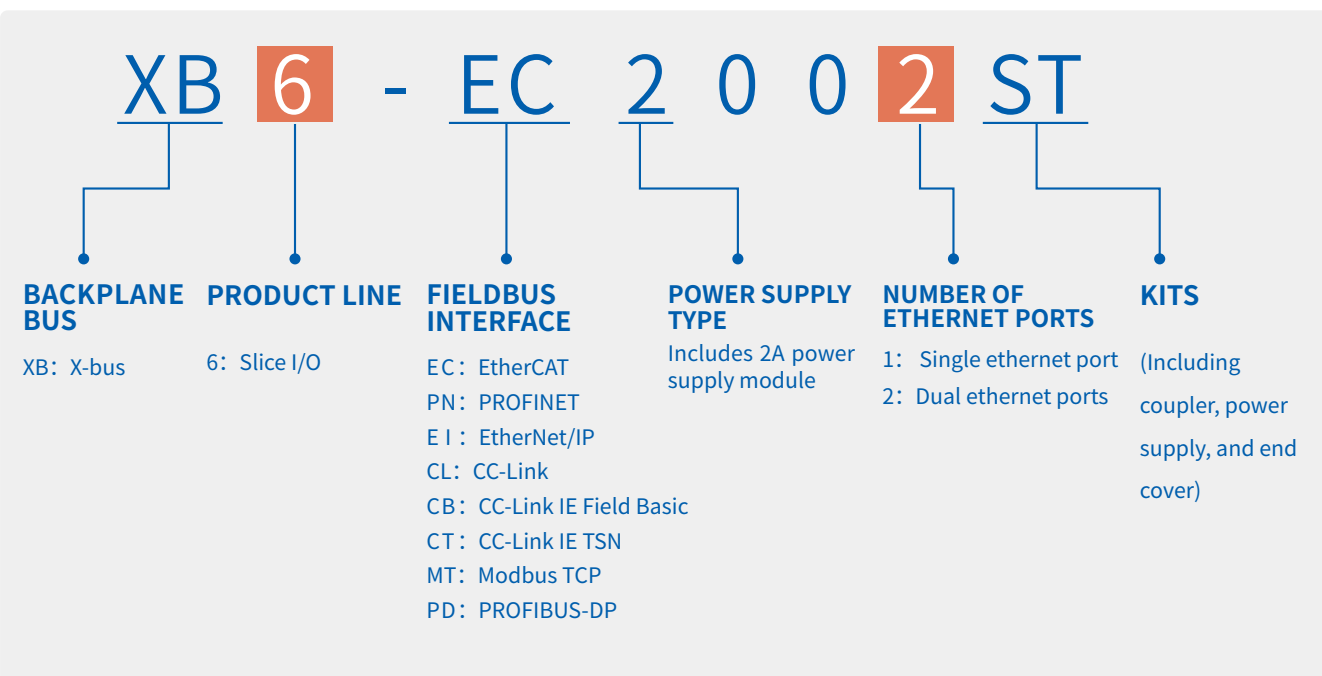 XB 6 - EC 2 0 0 2 ST
BACKPLANE
BUS
XB：X-bus
PRODUCT LINE
6：Slice I/O
FIELDBUS
INTERFACE
EC：EtherCAT
PN：PROFINET
EI：EtherNet/IP
CL：CC-Link
CB：CC-Link IE Field Basic
CT：CC-Link IE TSN
MT：Modbus TCP
PD：PROFIBUS-DP
POWER SUPPLY
TYPE
Includes 2A power
supply module
NUMBER OF
ETHERNET PORTS
1： Single ethernet port
2：Dual ethernet ports
KITS
(Including
coupler, power
supply, and end
cover)